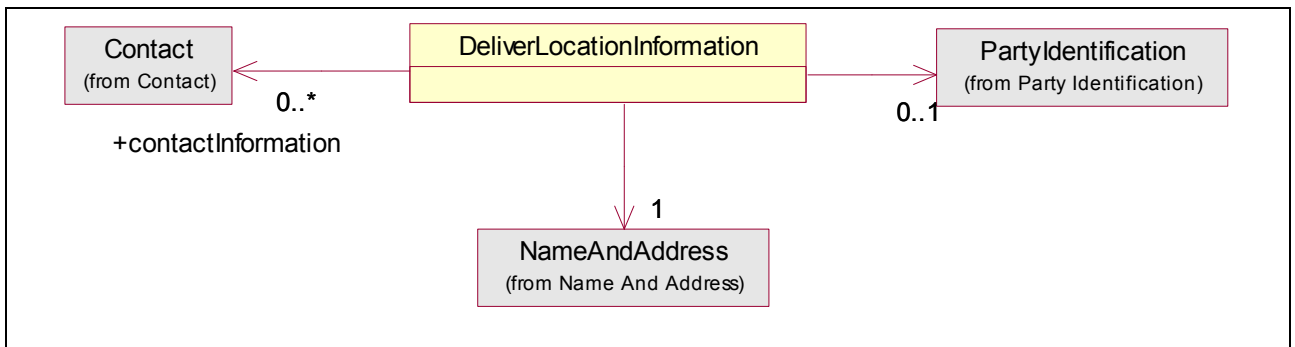 Contact
(from Contact)
0..*
+contactInformation
DeliverLocationInformation
PartyIdentification
(from Party Identification)
0..1
1
NameAndAddress
(from Name And Address)